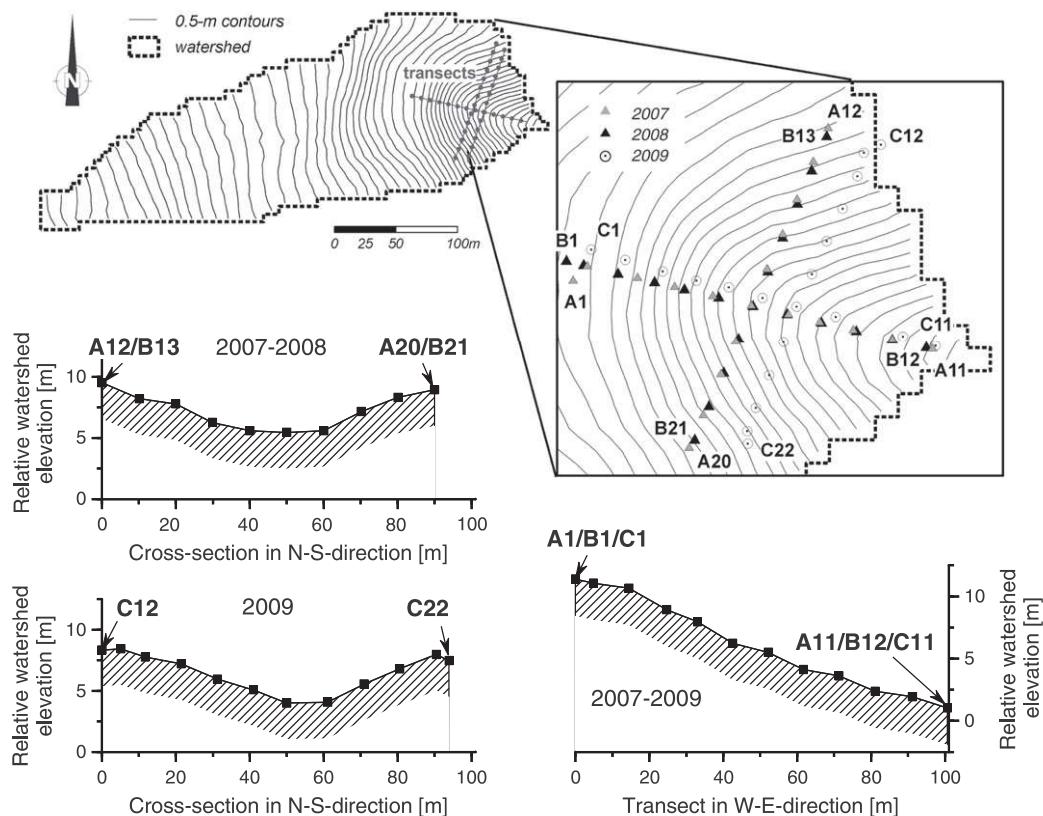 0.5-m contours
watershed
N
transects
0 25 50 100m
2007
2008
2009
A12
B13
C12
B1
C1
A1
C11
B12
A11
B21
A20
C22
A12/B13
2007-2008
A20/B21
Relative watershed
elevation [m]
10
5
0
0 20 40 60 80 100
Cross-section in N-S-direction [m]
C12
2009
C22
Relative watershed
elevation [m]
10
5
0
0 20 40 60 80 100
Cross-section in N-S-direction [m]
A1/B1/C1
A11/B12/C11
2007-2009
10
5
0
Relative watershed
elevation [m]
0 20 40 60 80 100
Transect in W-E-direction [m]